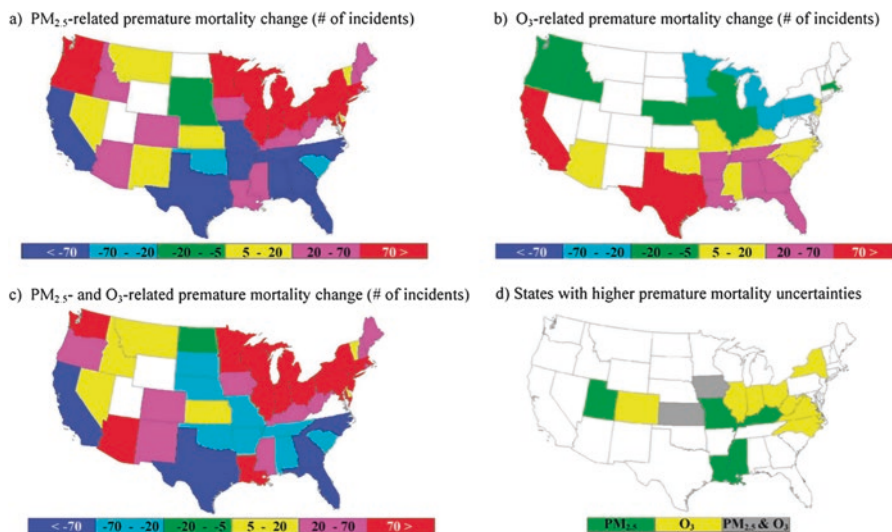 a) PM2.5-related premature mortality change (# of incidents)
b) O3-related premature mortality change (# of incidents)
< -70 -70 - -20 -20 - -5 5 - 20 20 - 70 70 >
< -70 -70 - -20 -20 - -5 5 - 20 20 - 70 70 >
c) PM2.5- and O3-related premature mortality change (# of incidents)
d) States with higher premature mortality uncertainties
< -70 -70 - -20 -20 - -5 5 - 20 20 - 70 70 >
PM2.5 O3 PM2.5 & O3